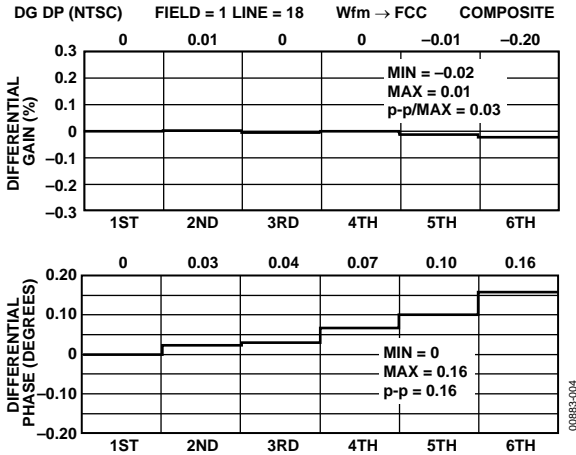 DG DP (NTSC) FIELD = 1 LINE = 18 Wfm → FCC COMPOSITE
0 0.01 0 0 –0.01 –0.20
DIFFERENTIAL
GAIN (%)
0.3
0.2
0.1
0
–0.1
–0.2
–0.3
MIN = –0.02
MAX = 0.01
p-p/MAX = 0.03
1ST 2ND 3RD 4TH 5TH 6TH
0 0.03 0.04 0.07 0.10 0.16
DIFFERENTIAL
PHASE (DEGREES)
0.20
0.10
0
–0.10
–0.20
MIN = 0
MAX = 0.16
p-p = 0.16
1ST 2ND 3RD 4TH 5TH 6TH
00883-004